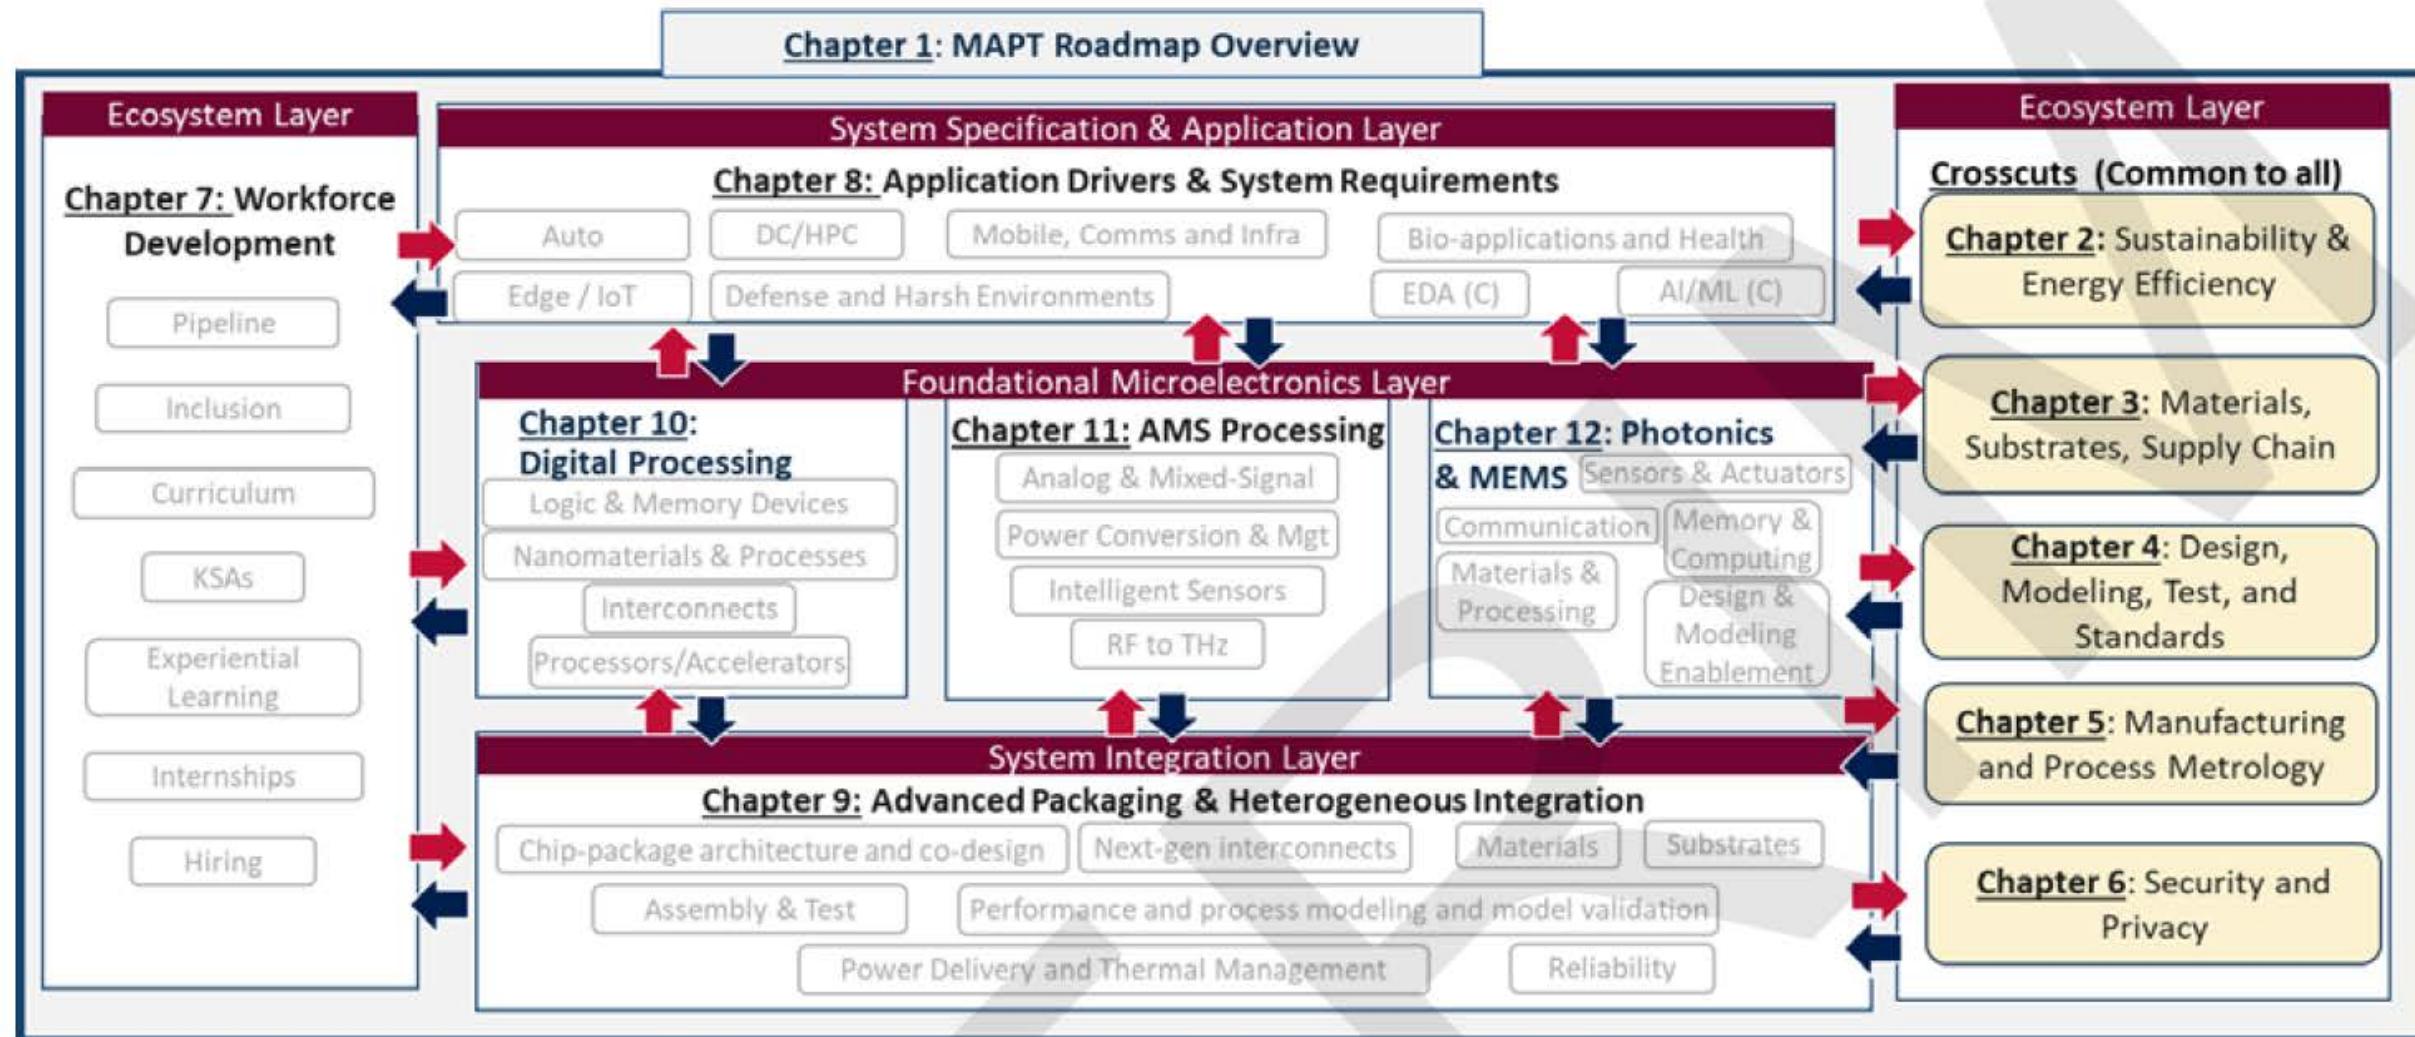 Chapter 1: MAPT Roadmap Overview
Ecosystem Layer
Chapter 7: Workforce
Development
Pipeline
Inclusion
Curriculum
KSAs
Experiential
Learning
Internships
Hiring
System Specification & Application Layer
Chapter 8: Application Drivers & System Requirements
Auto
DC/HPC
Mobile, Comms and Infra
Bio-applications and Health
Edge / IoT
Defense and Harsh Environments
EDA (C)
AI/ML (C)
Foundational Microelectronics Layer
Chapter 10:
Digital Processing
Logic & Memory Devices
Nanomaterials & Processes
Interconnects
Processors/Accelerators
Chapter 11: AMS Processing
Analog & Mixed-Signal
Power Conversion & Mgt
Intelligent Sensors
RF to THz
Chapter 12: Photonics
& MEMS
Sensors & Actuators
Communication
Memory &
Computing
Materials &
Processing
Design &
Modeling
Enablement
System Integration Layer
Chapter 9: Advanced Packaging & Heterogeneous Integration
Chip-package architecture and co-design
Next-gen interconnects
Materials
Substrates
Assembly & Test
Performance and process modeling and model validation
Power Delivery and Thermal Management
Reliability
Ecosystem Layer
Crosscuts (Common to all)
Chapter 2: Sustainability &
Energy Efficiency
Chapter 3: Materials,
Substrates, Supply Chain
Chapter 4: Design,
Modeling, Test, and
Standards
Chapter 5: Manufacturing
and Process Metrology
Chapter 6: Security and
Privacy